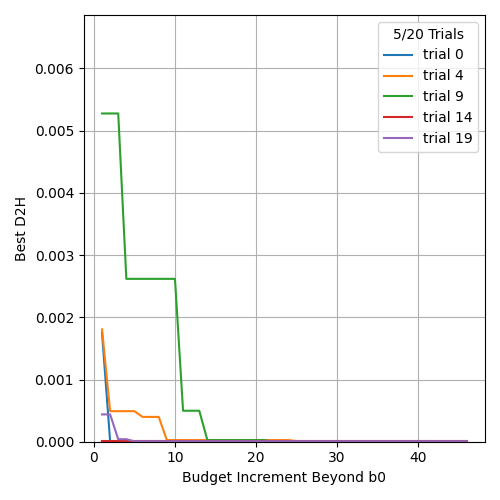 5/20 Trials
trial 0
trial 4
trial 9
trial 14
trial 19
0.006
0.005
0.004
0.003
0.002
0.001
0.000
Best D2H
0 10 20 30 40
Budget Increment Beyond b0